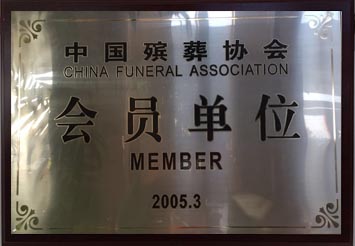 中国殡葬协会
CHINA FUNERAL ASSOCIATION
会员单位
MEMBER
2005.3